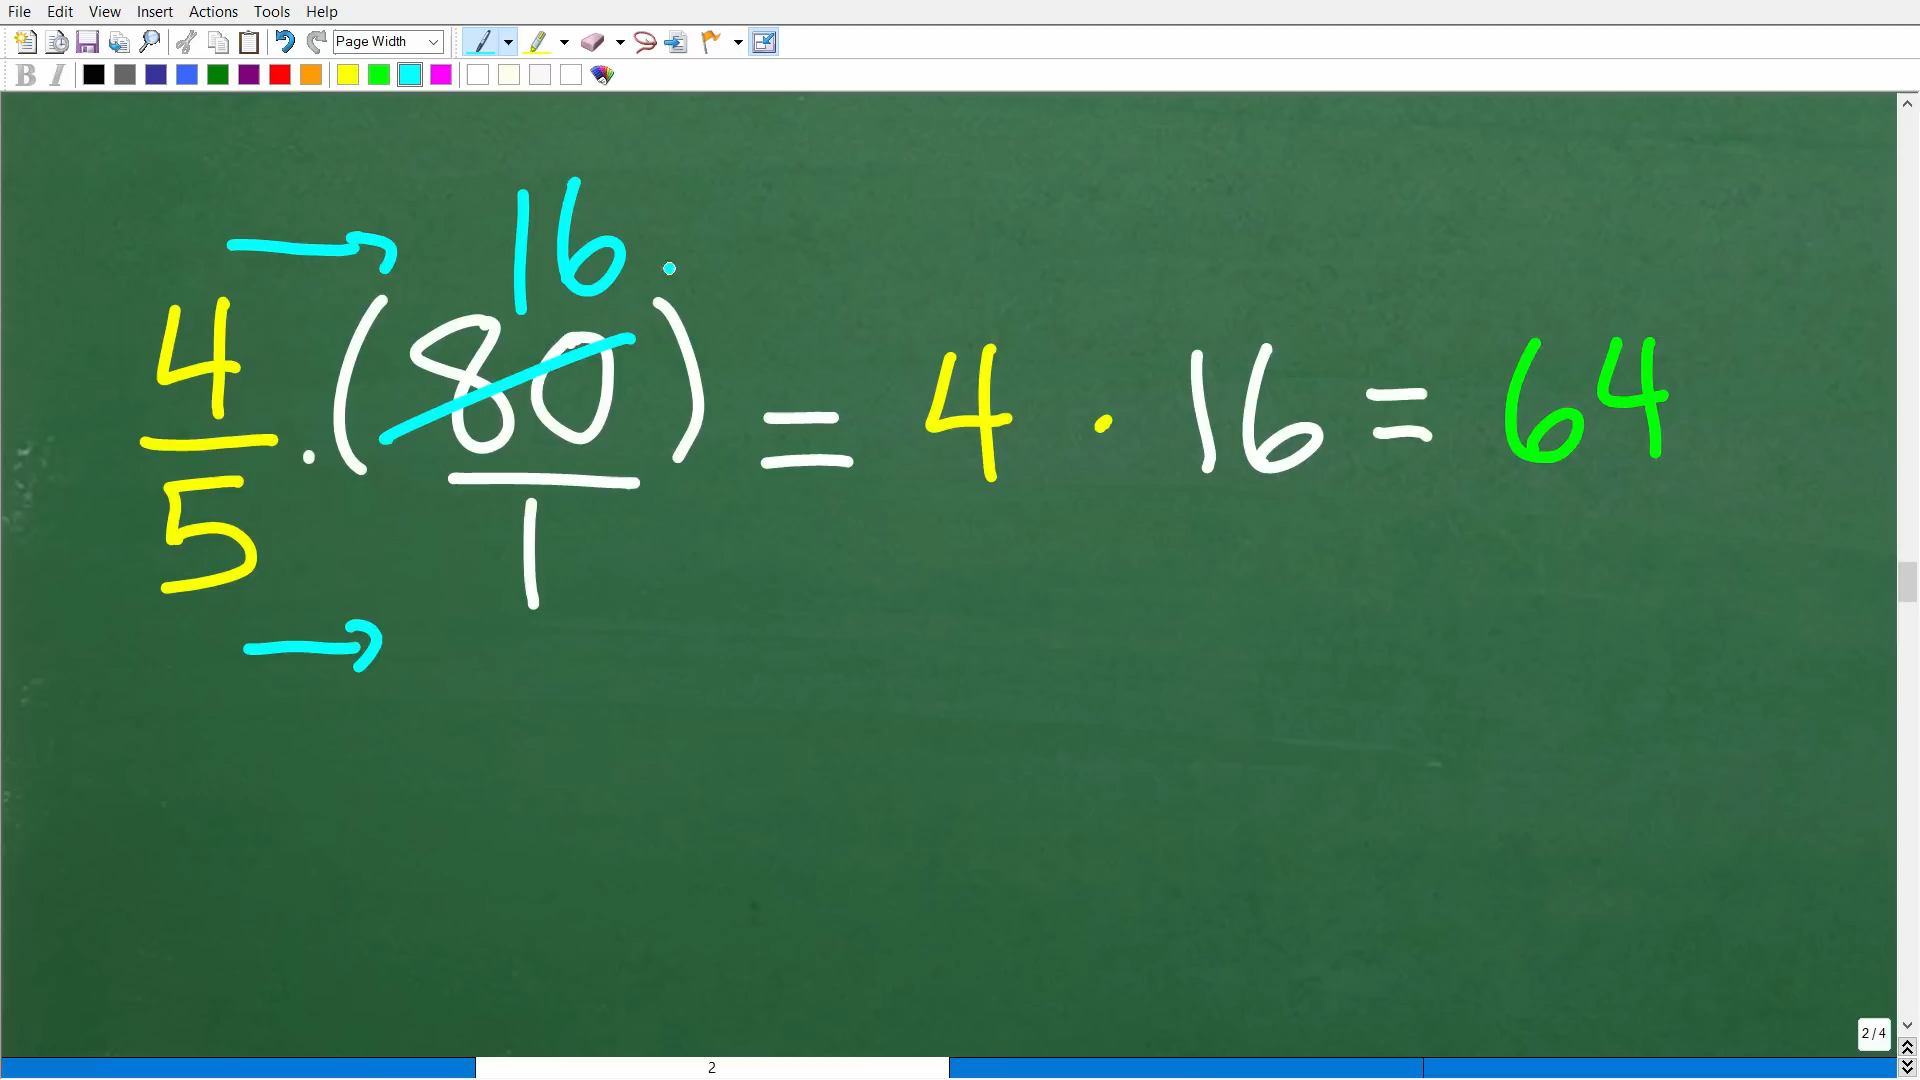 File Edit View Insert Actions Tools Help
Page Width
B I
16
4 · (80) = 4 · 16 = 64
5 1
2 / 4
2